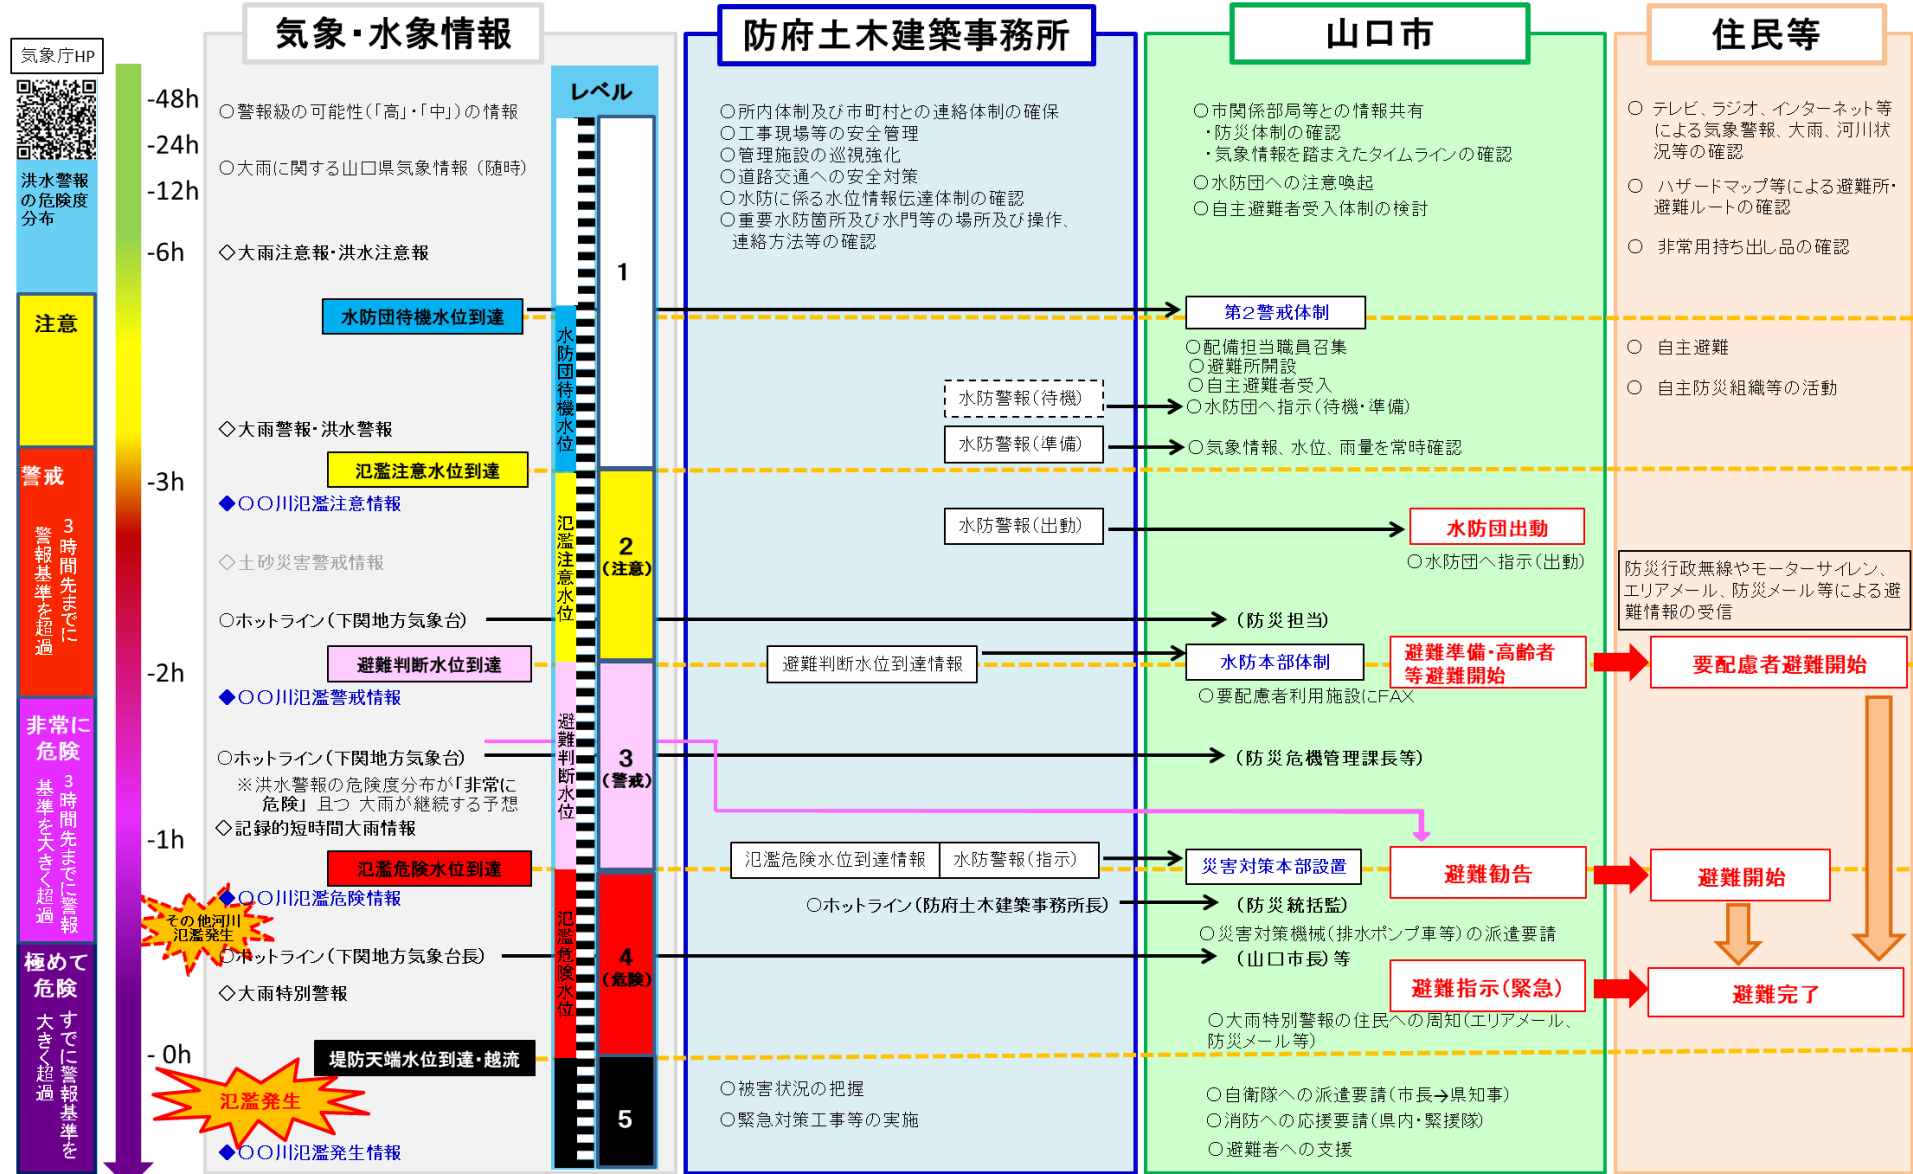 気象庁HP
洪水警報
の危険度
分布
注意
警戒
3時間先までに
警報基準を超過
非常に
危険
3時間先までに警報
基準を大きく超過
極めて
危険
すでに警報基準を
大きく超過
-48h
-24h
-12h
-6h
-3h
-2h
-1h
- 0h
気象・水象情報
○警報級の可能性(「高」・「中」)の情報
○大雨に関する山口県気象情報 (随時)
◇大雨注意報・洪水注意報
水防団待機水位到達
◇大雨警報・洪水警報
氾濫注意水位到達
◆〇〇川氾濫注意情報
◇土砂災害警戒情報
○ホットライン(下関地方気象台)
避難判断水位到達
◆〇〇川氾濫警戒情報
○ホットライン(下関地方気象台)
※洪水警報の危険度分布が「非常に
危険」 且つ 大雨が継続する予想
◇記録的短時間大雨情報
氾濫危険水位到達
◆〇〇川氾濫危険情報
その他河川
氾濫発生
○ホットライン(下関地方気象台長)
◇大雨特別警報
堤防天端水位到達・越流
氾濫発生
◆〇〇川氾濫発生情報
レベル
水防団待機水位
氾濫注意水位
避難判断水位
氾濫危険水位
1
2
(注意)
3
(警戒)
4
(危険)
5
防府土木建築事務所
○所内体制及び市町村との連絡体制の確保
○工事現場等の安全管理
○管理施設の巡視強化
○道路交通への安全対策
○水防に係る水位情報伝達体制の確認
○重要水防箇所及び水門等の場所及び操作、
連絡方法等の確認
水防警報(待機)
水防警報(準備)
水防警報(出動)
避難判断水位到達情報
氾濫危険水位到達情報
水防警報(指示)
○ホットライン(防府土木建築事務所長)
○被害状況の把握
○緊急対策工事等の実施
山口市
○市関係部局等との情報共有
・防災体制の確認
・気象情報を踏まえたタイムラインの確認
○水防団への注意喚起
○自主避難者受入体制の検討
第2警戒体制
○配備担当職員召集
○避難所開設
○自主避難者受入
○水防団へ指示(待機・準備)
○気象情報、水位、雨量を常時確認
水防団出動
○水防団へ指示(出動)
(防災担当)
水防本部体制
避難準備・高齢者
等避難開始
○要配慮者利用施設にFAX
(防災危機管理課長等)
災害対策本部設置
避難勧告
(防災統括監)
○災害対策機械(排水ポンプ車等)の派遣要請
(山口市長)等
避難指示(緊急)
○大雨特別警報の住民への周知(エリアメール、
防災メール等)
○自衛隊への派遣要請(市長→県知事)
○消防への応援要請(県内・緊援隊)
○避難者への支援
住民等
○ テレビ、ラジオ、インターネット等
による気象警報、大雨、河川状
況等の確認
○ ハザードマップ等による避難所・
避難ルートの確認
○ 非常用持ち出し品の確認
○ 自主避難
○ 自主防災組織等の活動
防災行政無線やモーターサイレン、
エリアメール、防災メール等による避
難情報の受信
要配慮者避難開始
避難開始
避難完了